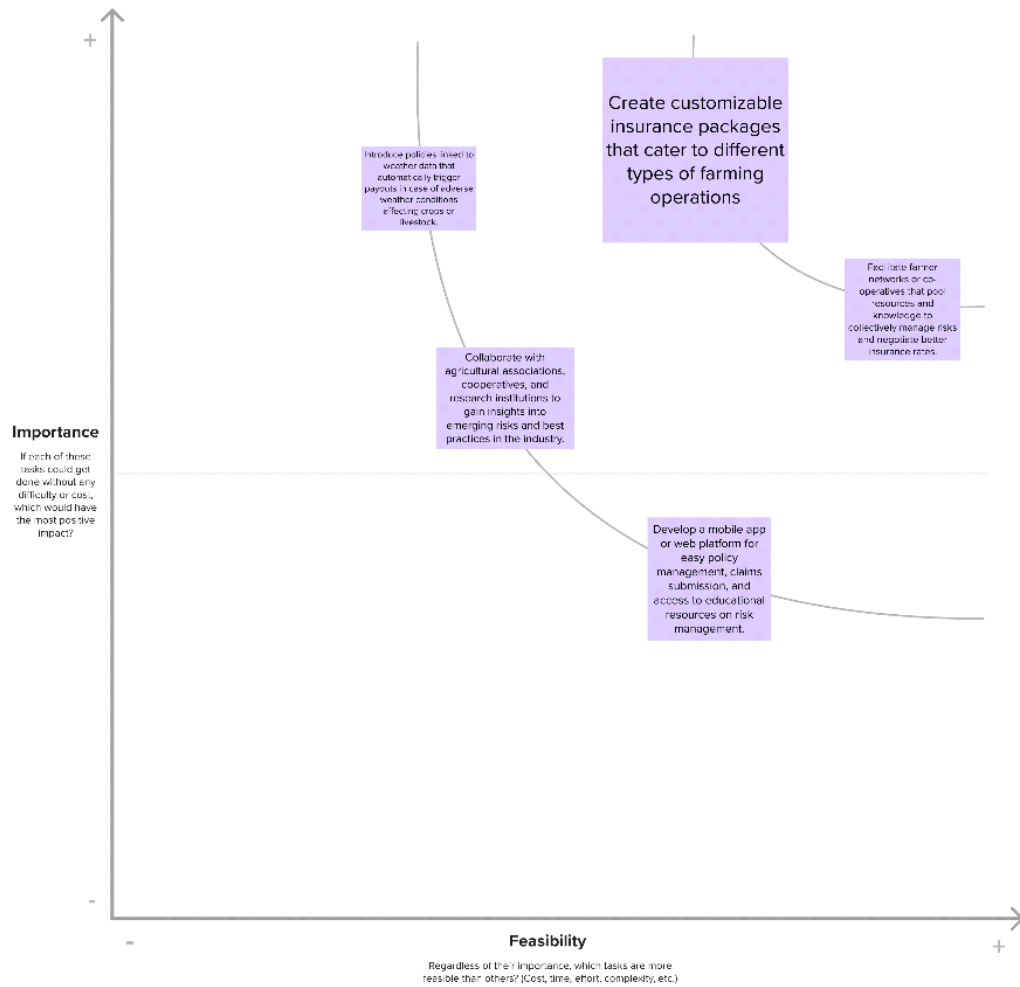 +
Create customizable
insurance packages
that cater to different
types of farming
operations
Introduce policies linked to
weather data that
automatically trigger
payouts in case of adverse
weather conditions
affecting crops or
livestock.
Facilitate farmer
networks or co-
operatives that pool
resources and
knowledge to
collectively manage risks
and negotiate better
insurance rates.
Collaborate with
agricultural associations,
cooperatives, and
research institutions to
gain insights into
emerging risks and best
practices in the industry.
Importance
If each of these
tasks could get
done without any
difficulty or cost,
which would have
the most positive
impact?
Develop a mobile app
or web platform for
easy policy
management, claims
submission, and
access to educational
resources on risk
management.
-
-
Feasibility
+
Regardless of their importance, which tasks are more
feasible than others? (Cost, time, effort, complexity, etc.)